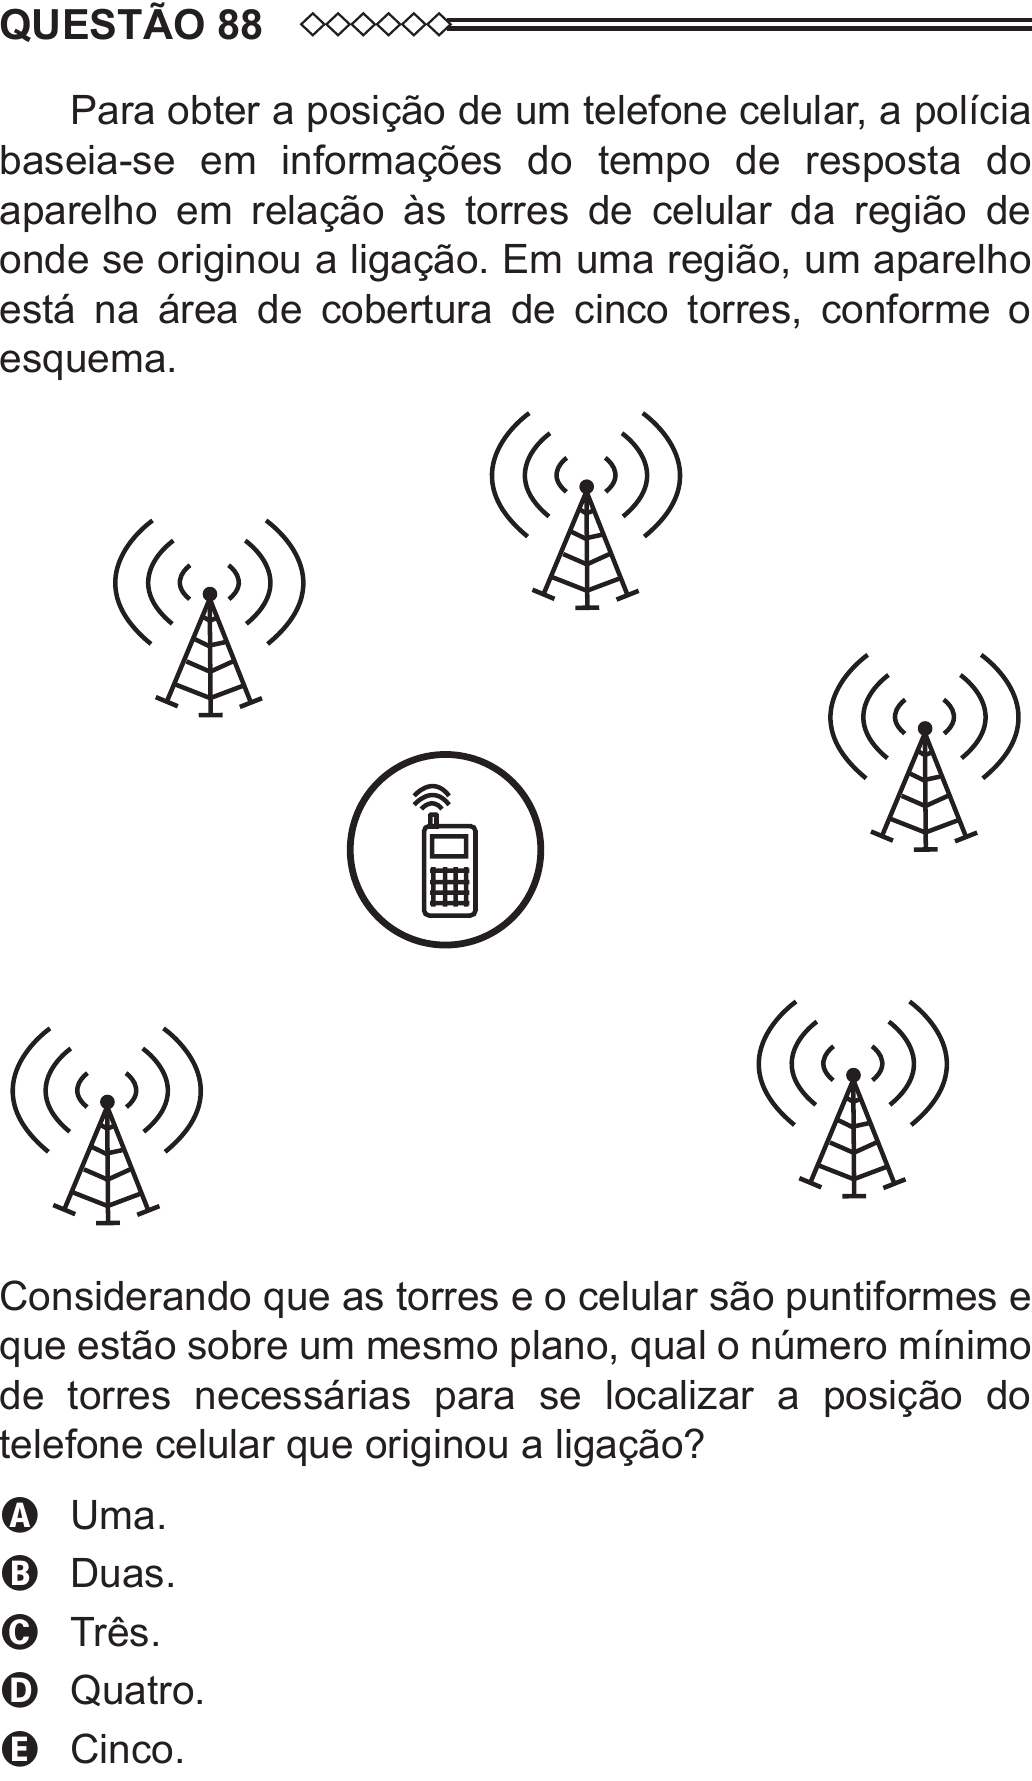 QUESTÃO 88
Para obter a posição de um telefone celular, a polícia
baseia-se em informações do tempo de resposta do
aparelho em relação às torres de celular da região de
onde se originou a ligação. Em uma região, um aparelho
está na área de cobertura de cinco torres, conforme o
esquema.
Considerando que as torres e o celular são puntiformes e
que estão sobre um mesmo plano, qual o número mínimo
de torres necessárias para se localizar a posição do
telefone celular que originou a ligação?
A Uma.
B Duas.
C Três.
D Quatro.
E Cinco.